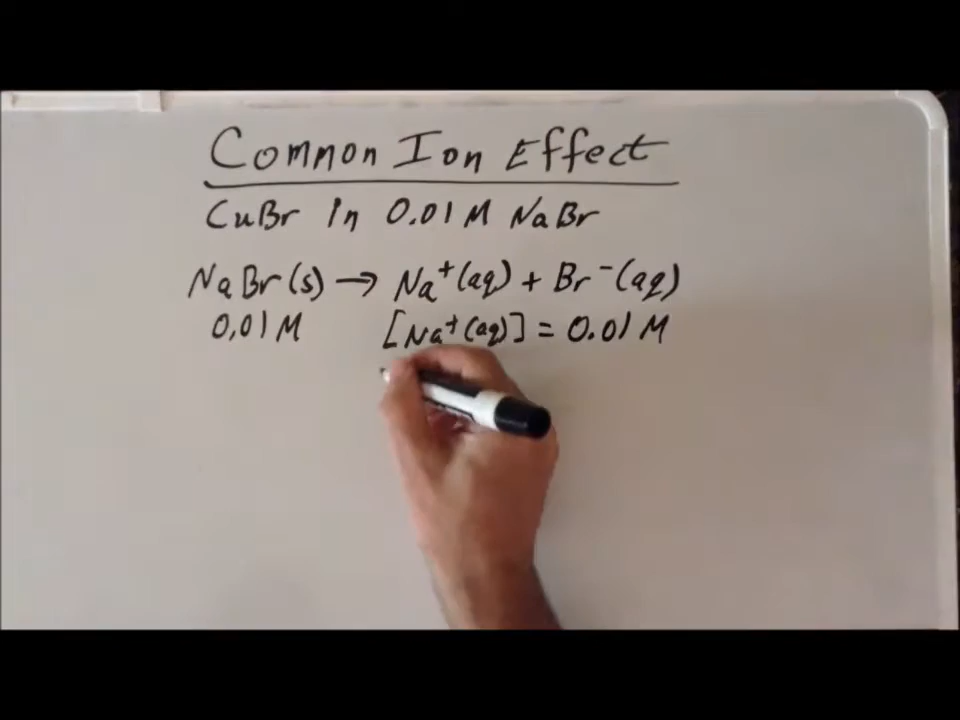 Common Ion Effect
CuBr in 0.01 M NaBr
NaBr(s) → Na⁺(aq) + Br⁻(aq)
0.01 M [Na⁺(aq)] = 0.01 M